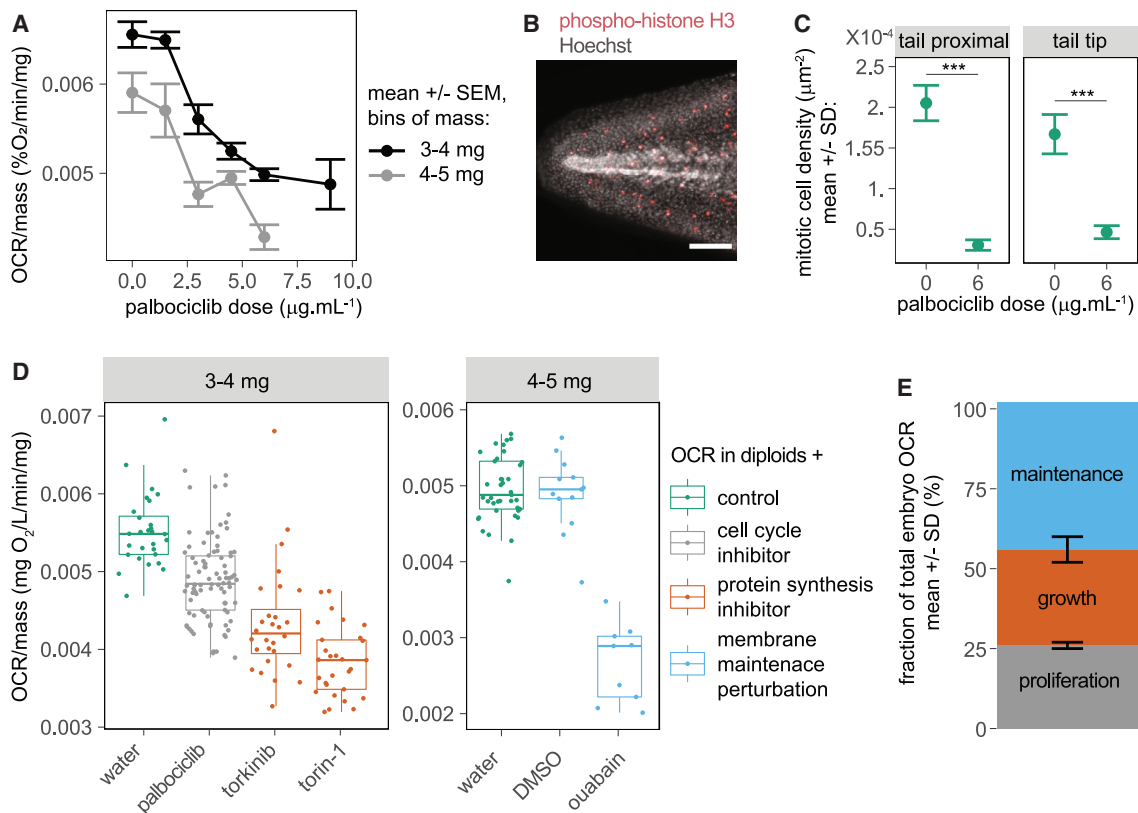 A
OCR/mass (%O₂/min/mg)
0.006
0.005
0.0 2.5 5.0 7.5 10.0
palbociclib dose (μg.mL⁻¹)
mean +/- SEM,
bins of mass:
3-4 mg
4-5 mg
B
phospho-histone H3
Hoechst
C
X10⁻⁴
tail proximal
tail tip
mitotic cell density (μm⁻²)
mean +/- SD:
2.5
2
1.55
1.
0.5
***
***
0 6 0 6
palbociclib dose (μg.mL⁻¹)
D
3-4 mg
4-5 mg
OCR/mass (mg O₂/L/min/mg)
0.007
0.006
0.005
0.004
0.003
water
palbociclib
torkinib
torin-1
0.006
0.005
0.004
0.003
0.002
water
DMSO
ouabain
OCR in diploids +
control
cell cycle
inhibitor
protein synthesis
inhibitor
membrane
maintenace
perturbation
E
fraction of total embryo OCR
mean +/- SD (%)
100
75
50
25
0
maintenance
growth
proliferation